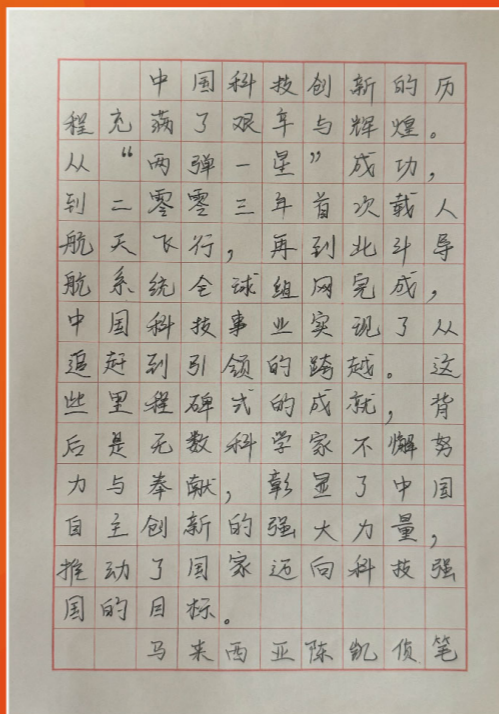 中国科技创新的历
程充满了艰辛与辉煌。
从“两弹一星”成功，
到二零零三年首次载人
航天飞行，再到北斗导
航系统全球组网完成，
中国科技事业实现了从
追赶到引领的跨越。这
些里程碑式的成就，背
后是无数科学家不懈努
力与奉献，彰显了中国
自主创新的强大力量，
推动了国家迈向科技强
国的目标。
马来西亚陈凯侦笔